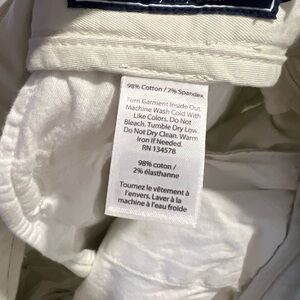 98% Cotton / 2% Spandex
Turn Garment Inside Out.
Machine Wash Cold With
Like Colors. Do Not
Bleach. Tumble Dry Low.
Do Not Dry Clean. Warm
Iron If Needed.
RN 134578
98% coton /
2% élasthanne
Tournez le vêtement à
l'envers. Laver à la
machine à l'eau froide